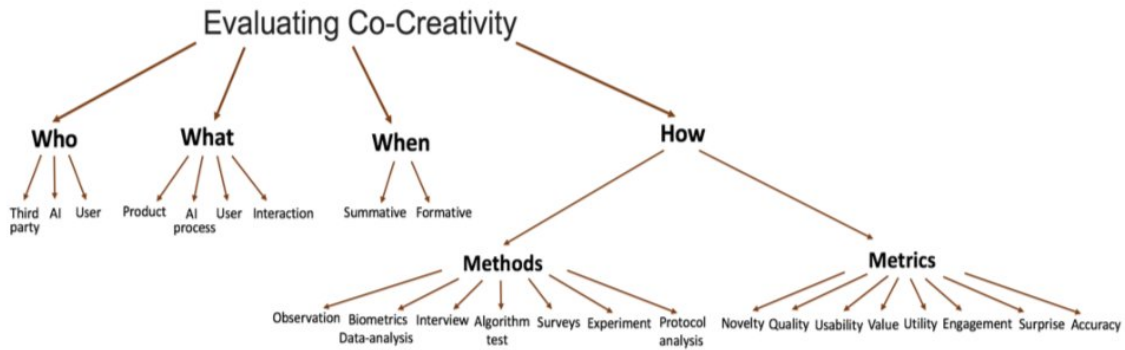 Evaluating Co-Creativity
Who
What
When
How
Third
party
AI
User
Product
AI
process
User
Interaction
Summative
Formative
Methods
Metrics
Observation
Biometrics
Data-analysis
Interview
Algorithm
test
Surveys
Experiment
Protocol
analysis
Novelty
Quality
Usability
Value
Utility
Engagement
Surprise
Accuracy